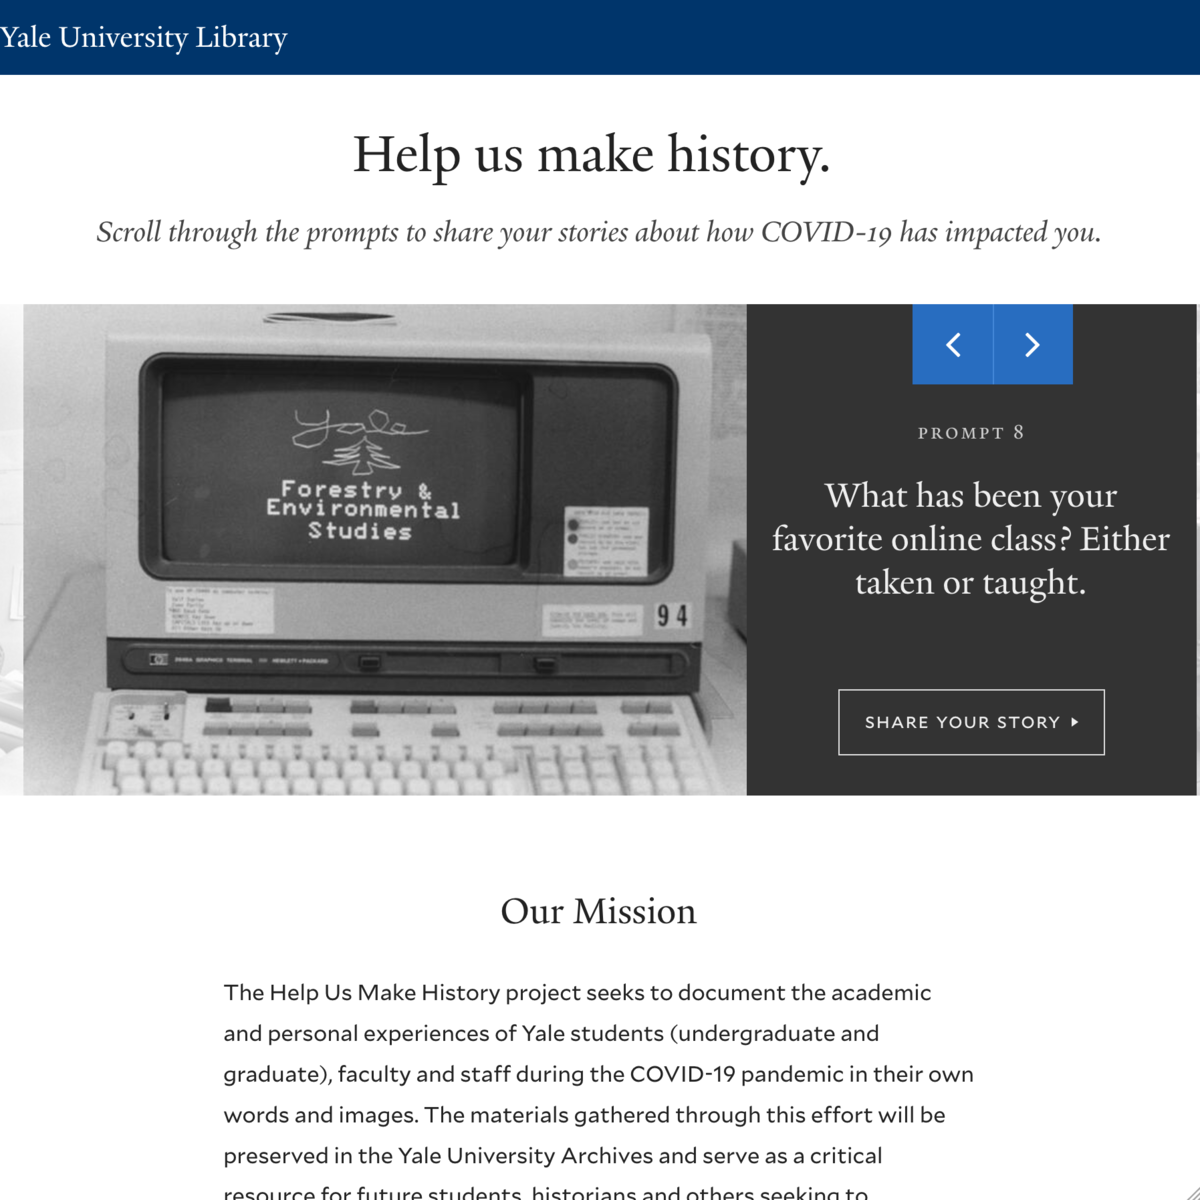 Yale University Library
Help us make history.
Scroll through the prompts to share your stories about how COVID-19 has impacted you.
Yale
Forestry &
Environmental
Studies
94
GRAPHICS TERMINAL HEWLETT•PACKARD
PROMPT 8
What has been your
favorite online class? Either
taken or taught.
SHARE YOUR STORY
Our Mission
The Help Us Make History project seeks to document the academic
and personal experiences of Yale students (undergraduate and
graduate), faculty and staff during the COVID-19 pandemic in their own
words and images. The materials gathered through this effort will be
preserved in the Yale University Archives and serve as a critical
resource for future students, historians and others seeking to